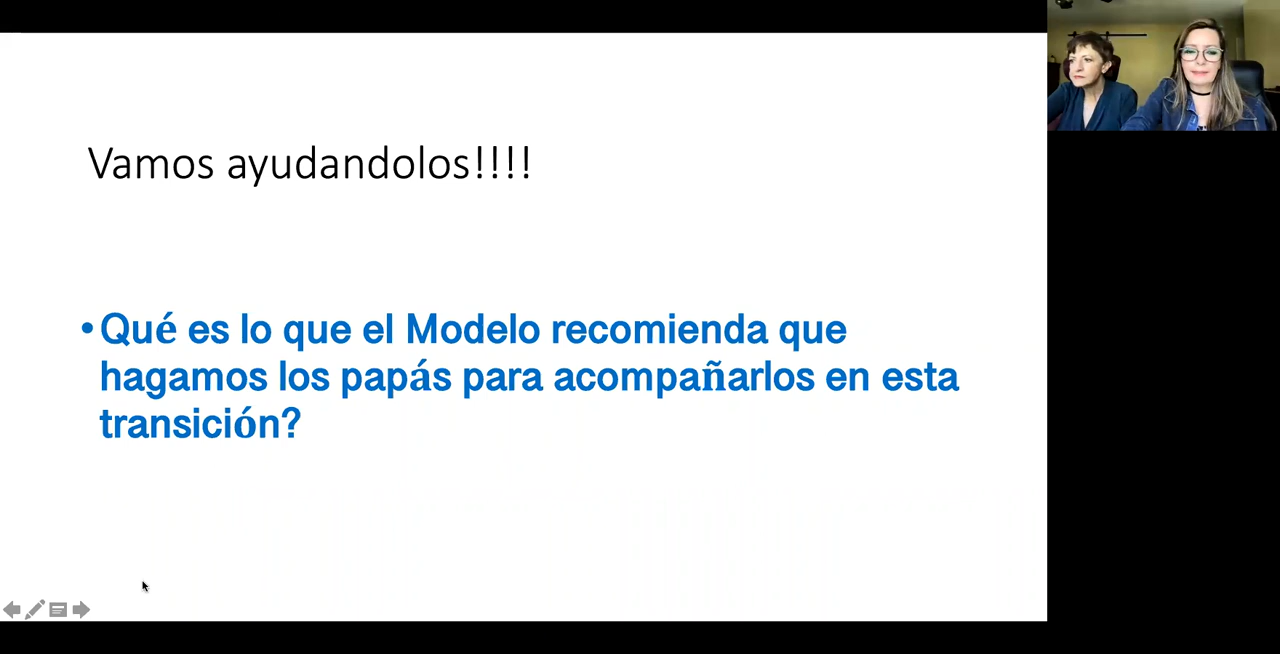 Vamos ayudandolos!!!!
•Qué es lo que el Modelo recomienda que
hagamos los papás para acompañarlos en esta
transición?